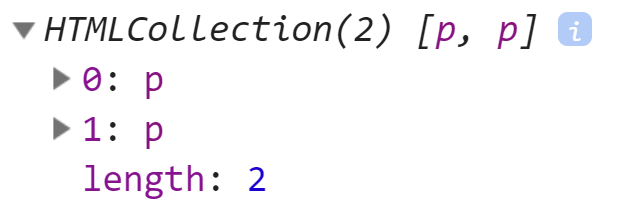 HTMLCollection(2) [p, p] i
0: p
1: p
length: 2